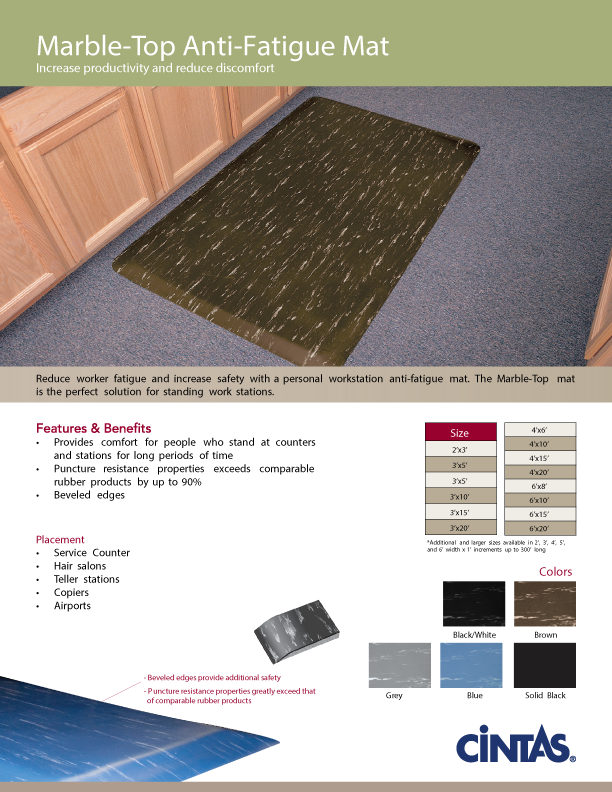 Marble-Top Anti-Fatigue Mat
Increase productivity and reduce discomfort
Reduce worker fatigue and increase safety with a personal workstation anti-fatigue mat. The Marble-Top mat
is the perfect solution for standing work stations.
Features & Benefits
• Provides comfort for people who stand at counters
and stations for long periods of time
• Puncture resistance properties exceeds comparable
rubber products by up to 90%
• Beveled edges
Placement
• Service Counter
• Hair salons
• Teller stations
• Copiers
• Airports
Size
2'x3'
3'x5'
3'x5'
3'x10'
3'x15'
3'x20'
4'x6'
4'x10'
4'x15'
4'x20'
6'x8'
6'x10'
6'x15'
6'x20'
*Additional and larger sizes available in 2', 3', 4', 5',
and 6' width x 1' increments up to 300' long
Colors
Black/White
Brown
Grey
Blue
Solid Black
- Beveled edges provide additional safety
- Puncture resistance properties greatly exceed that
of comparable rubber products
CINTAS®